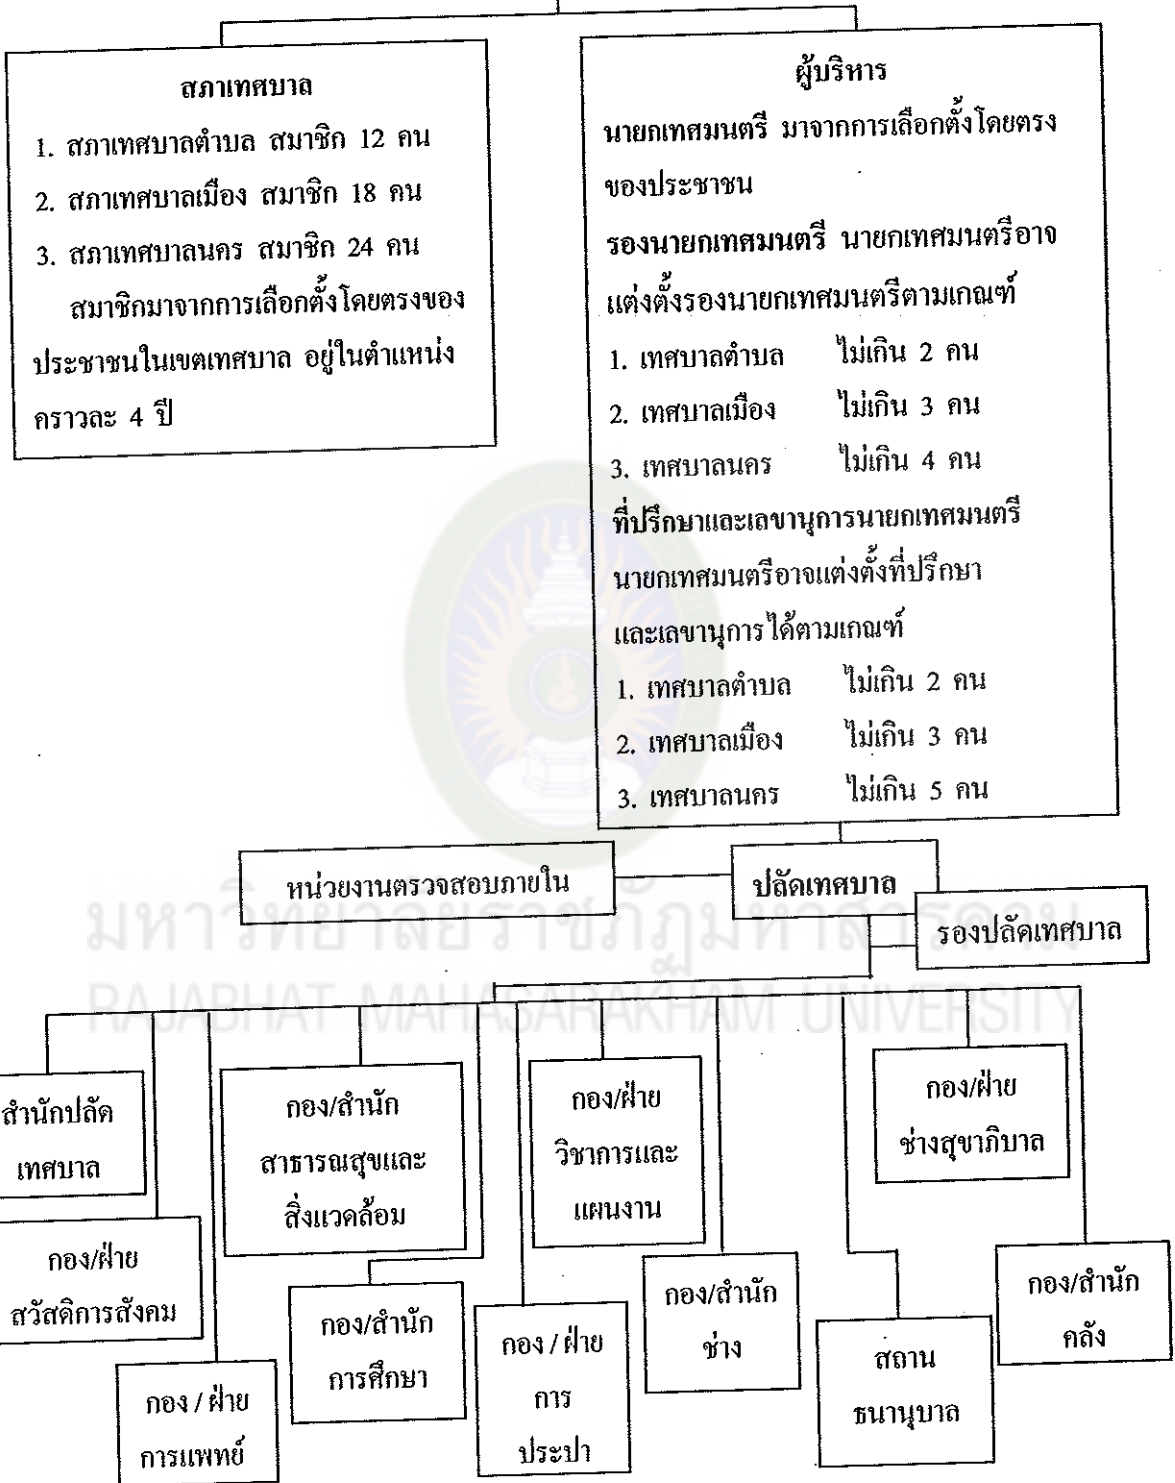 สภาเทศบาล
1. สภาเทศบาลตำบล สมาชิก 12 คน
2. สภาเทศบาลเมือง สมาชิก 18 คน
3. สภาเทศบาลนคร สมาชิก 24 คน
สมาชิกมาจากการเลือกตั้งโดยตรงของ
ประชาชนในเขตเทศบาล อยู่ในตำแหน่ง
คราวละ 4 ปี
ผู้บริหาร
นายกเทศมนตรี มาจากการเลือกตั้งโดยตรง
ของประชาชน
รองนายกเทศมนตรี นายกเทศมนตรีอาจ
แต่งตั้งรองนายกเทศมนตรีตามเกณฑ์
1. เทศบาลตำบล ไม่เกิน 2 คน
2. เทศบาลเมือง ไม่เกิน 3 คน
3. เทศบาลนคร ไม่เกิน 4 คน
ที่ปรึกษาและเลขานุการนายกเทศมนตรี
นายกเทศมนตรีอาจแต่งตั้งที่ปรึกษา
และเลขานุการได้ตามเกณฑ์
1. เทศบาลตำบล ไม่เกิน 2 คน
2. เทศบาลเมือง ไม่เกิน 3 คน
3. เทศบาลนคร ไม่เกิน 5 คน
หน่วยงานตรวจสอบภายใน
ปลัดเทศบาล
รองปลัดเทศบาล
มหาวิทยาลัยราชภัฏมหาสารคาม
RAJABHAT MAHASARAKHAM UNIVERSITY
สำนักปลัด
เทศบาล
กอง/สำนัก
สาธารณสุขและ
สิ่งแวดล้อม
กอง/ฝ่าย
วิชาการและ
แผนงาน
กอง/ฝ่าย
ช่างสุขาภิบาล
กอง/ฝ่าย
สวัสดิการสังคม
กอง / ฝ่าย
การแพทย์
กอง/สำนัก
การศึกษา
กอง / ฝ่าย
การ
ประปา
กอง/สำนัก
ช่าง
สถาน
ธนานุบาล
กอง/สำนัก
คลัง